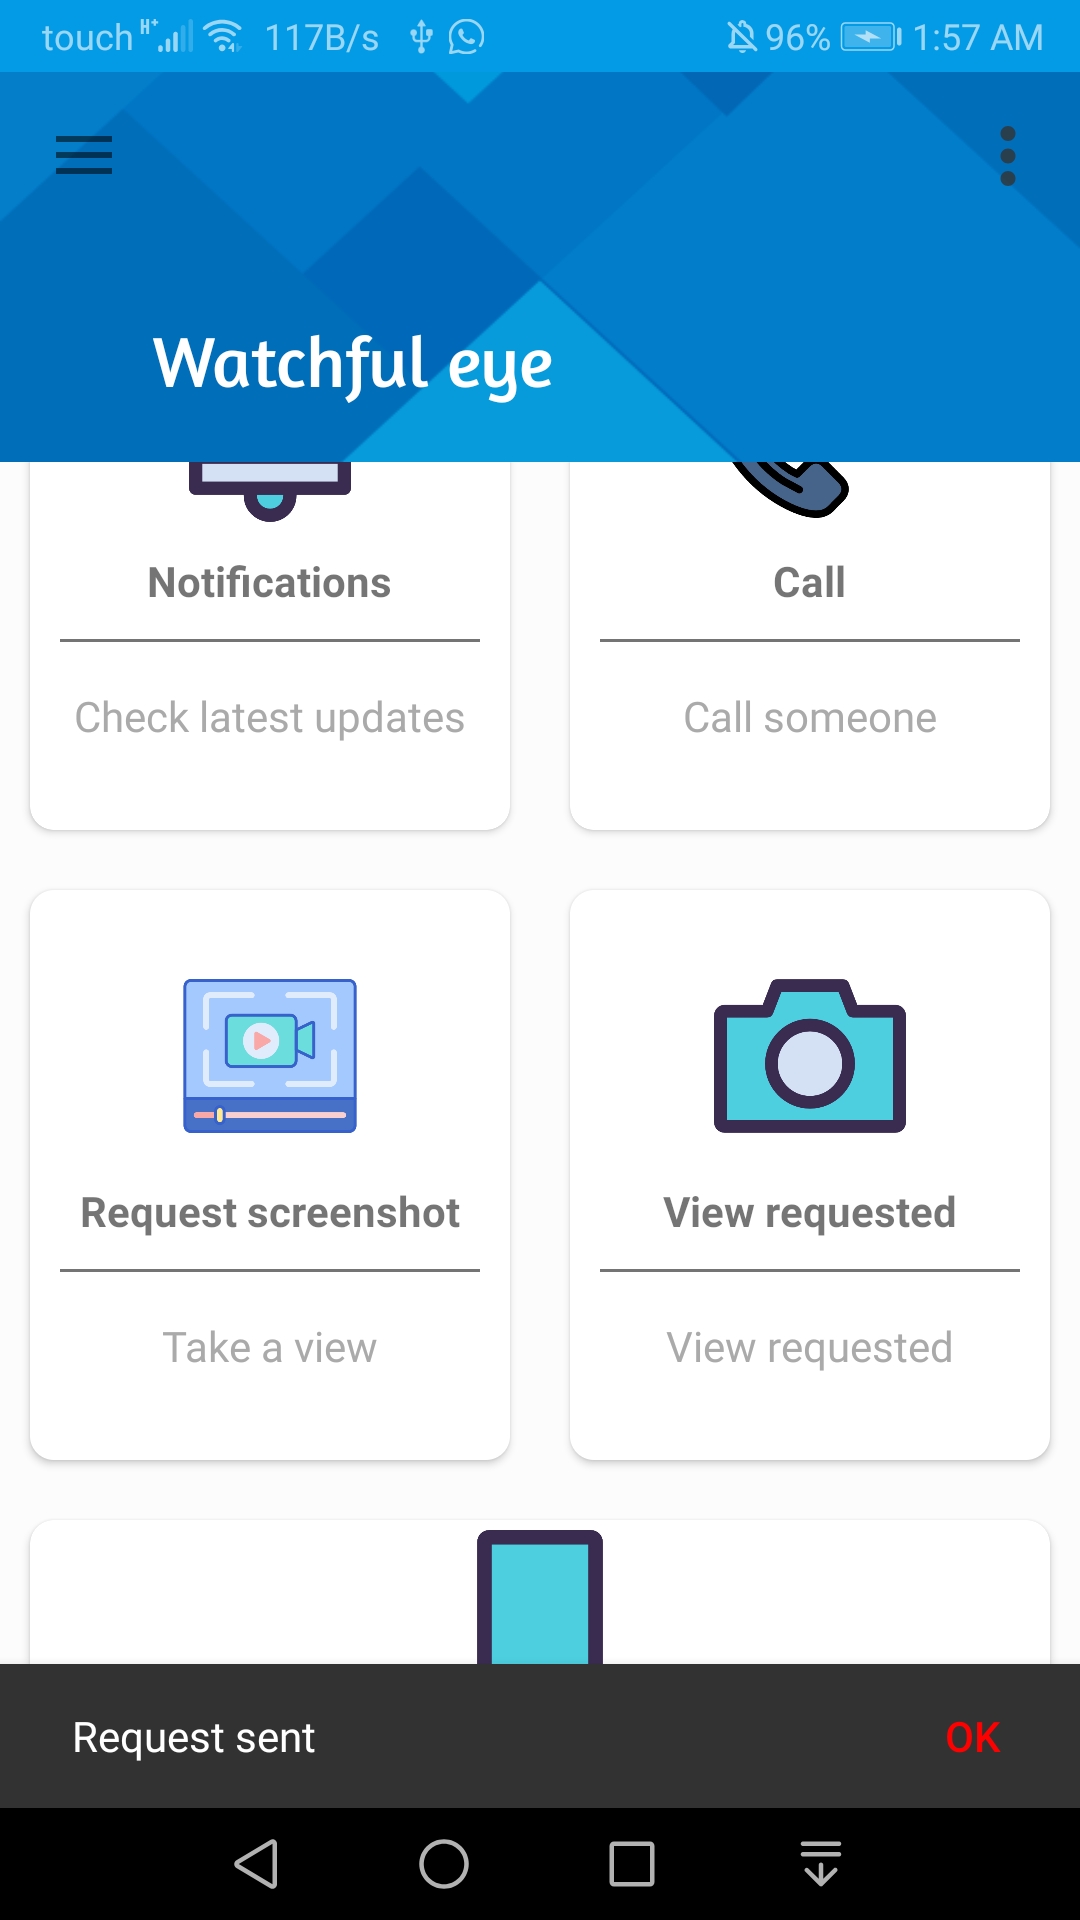 touch H+ 117B/s 96% 1:57 AM
Watchful eye
Notifications
Call
Check latest updates
Call someone
Request screenshot
View requested
Take a view
View requested
Request sent
OK